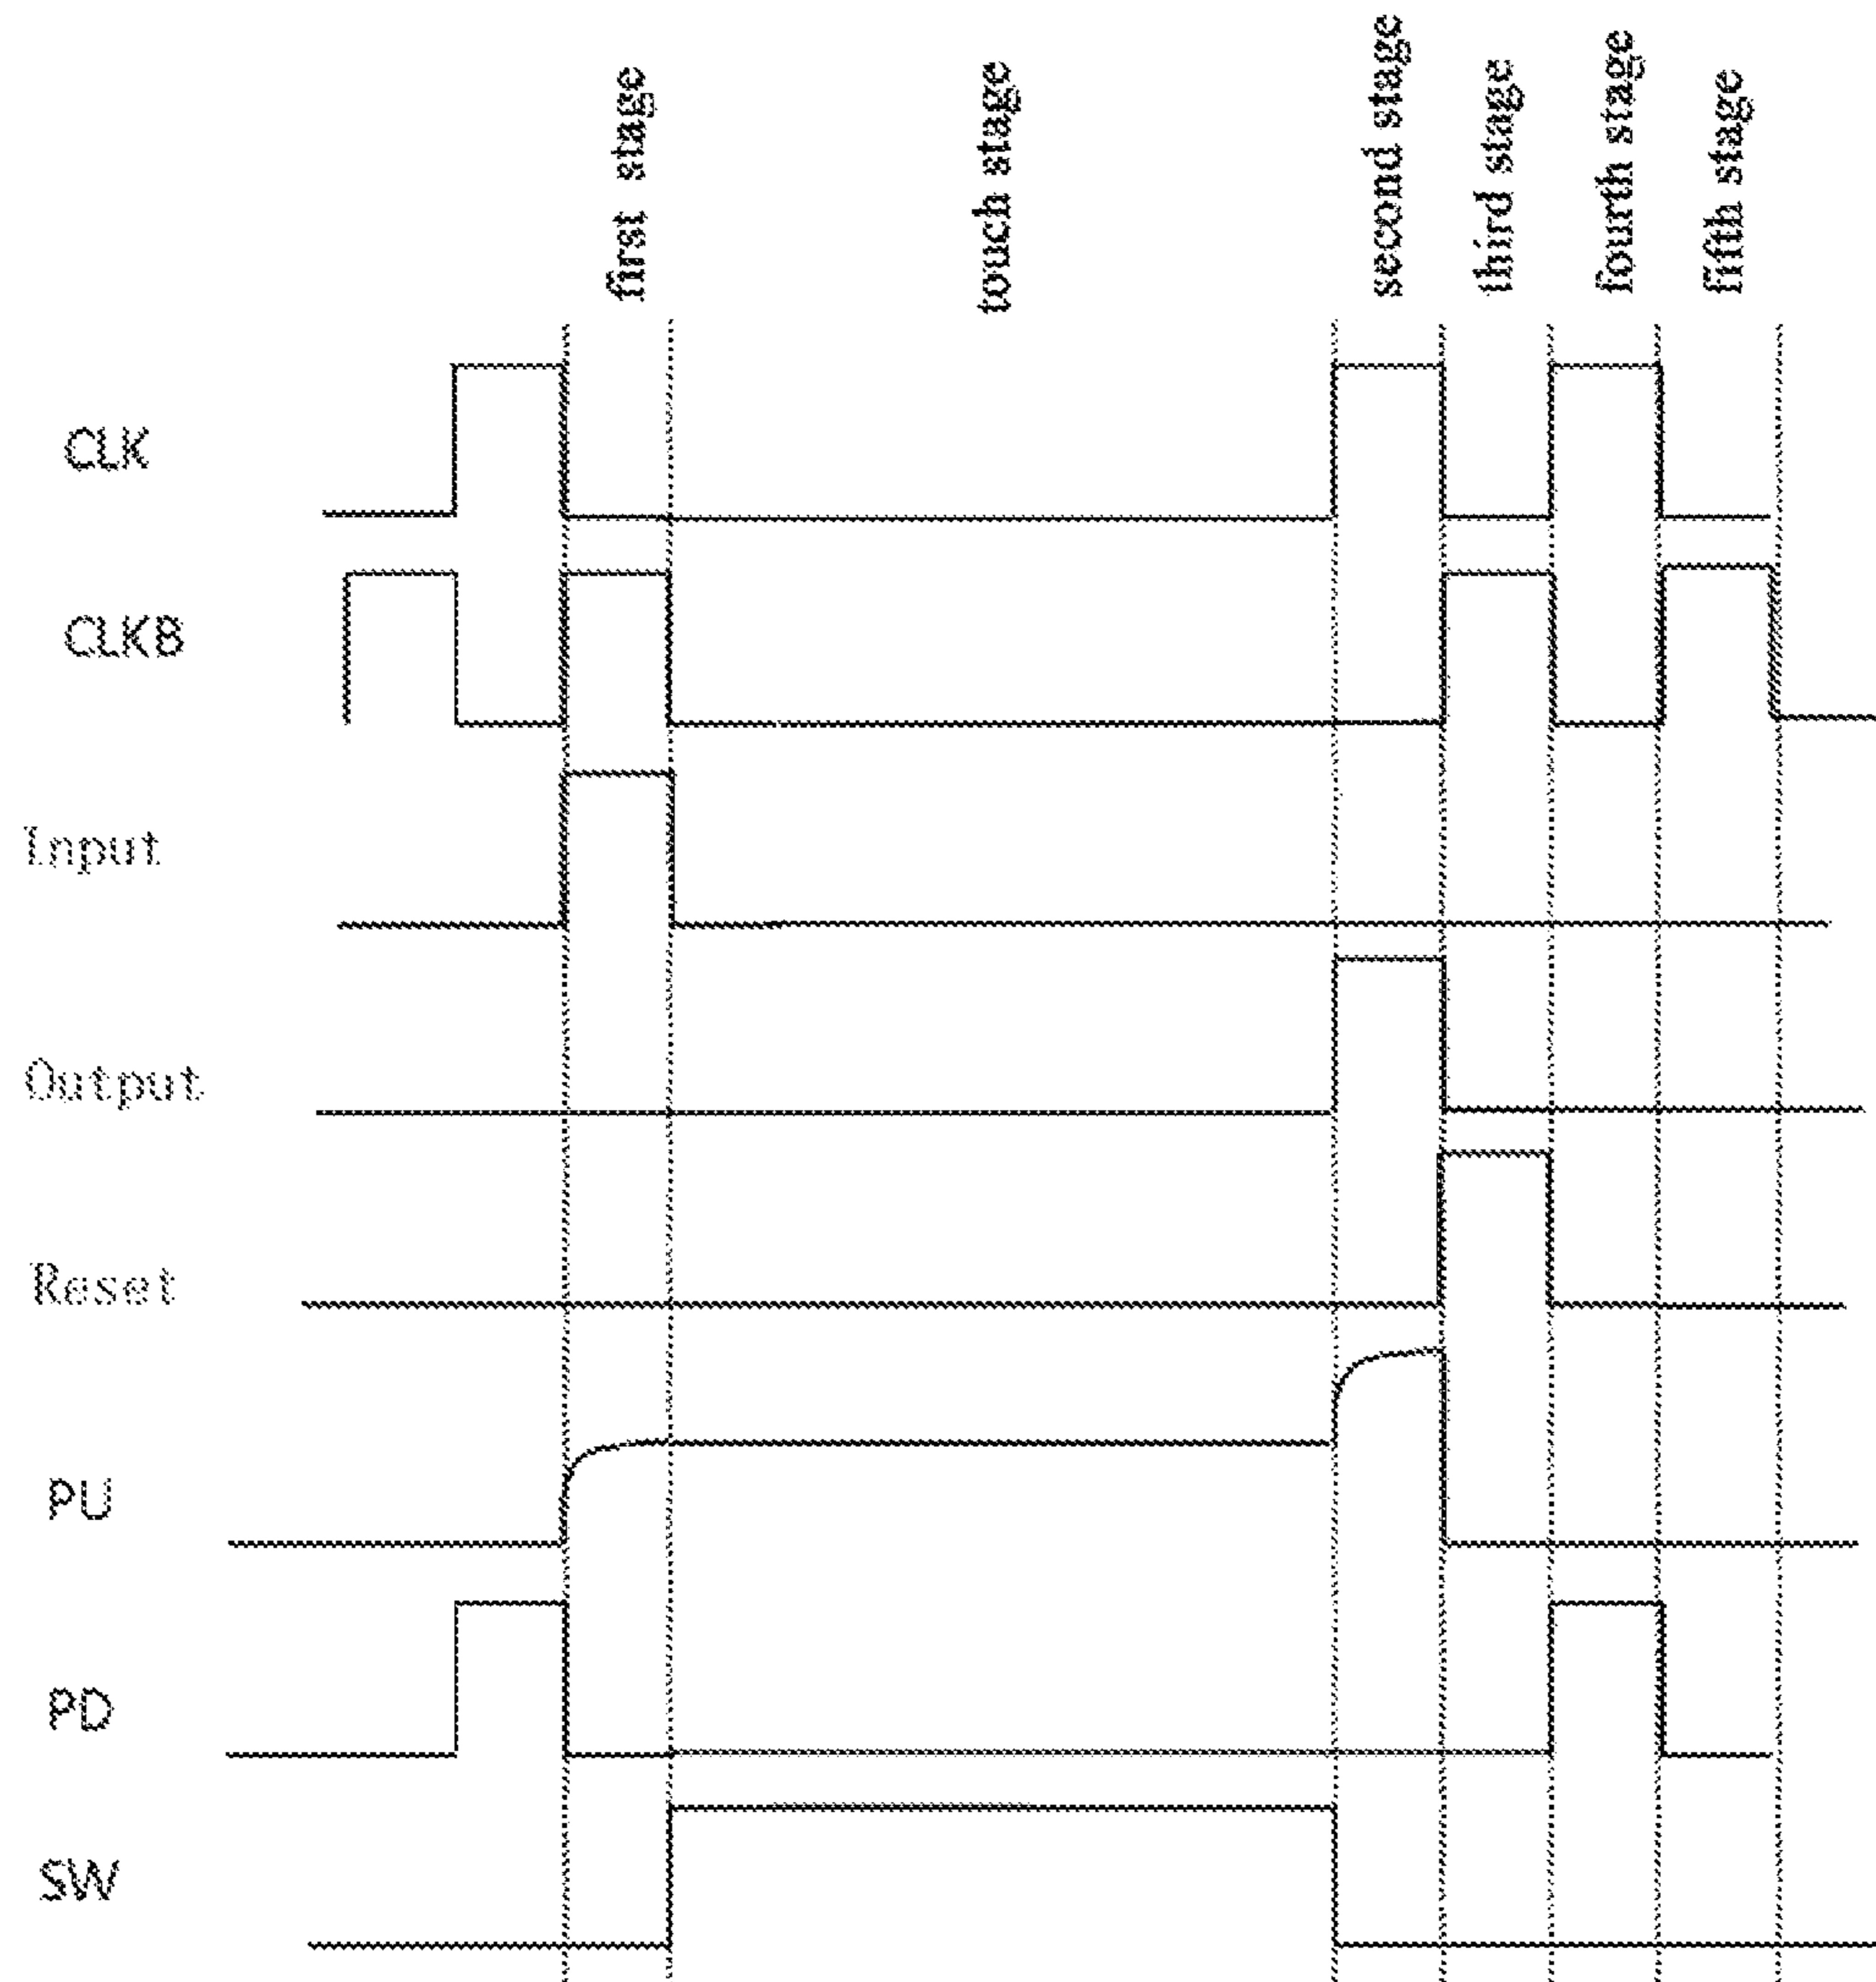 first stage
touch stage
second stage
third stage
fourth stage
fifth stage
CLK
CLKB
Input
Output
Reset
PU
PD
SW